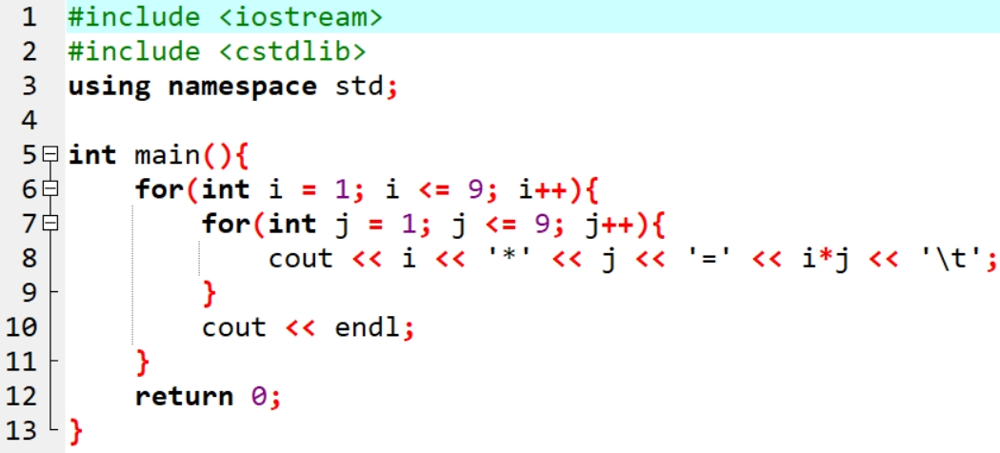 1 #include <iostream>
2 #include <cstdlib>
3 using namespace std;
4
5 int main(){
6     for(int i = 1; i <= 9; i++){
7         for(int j = 1; j <= 9; j++){
8             cout << i << '*' << j << '=' << i*j << '\t';
9         }
10         cout << endl;
11     }
12     return 0;
13 }